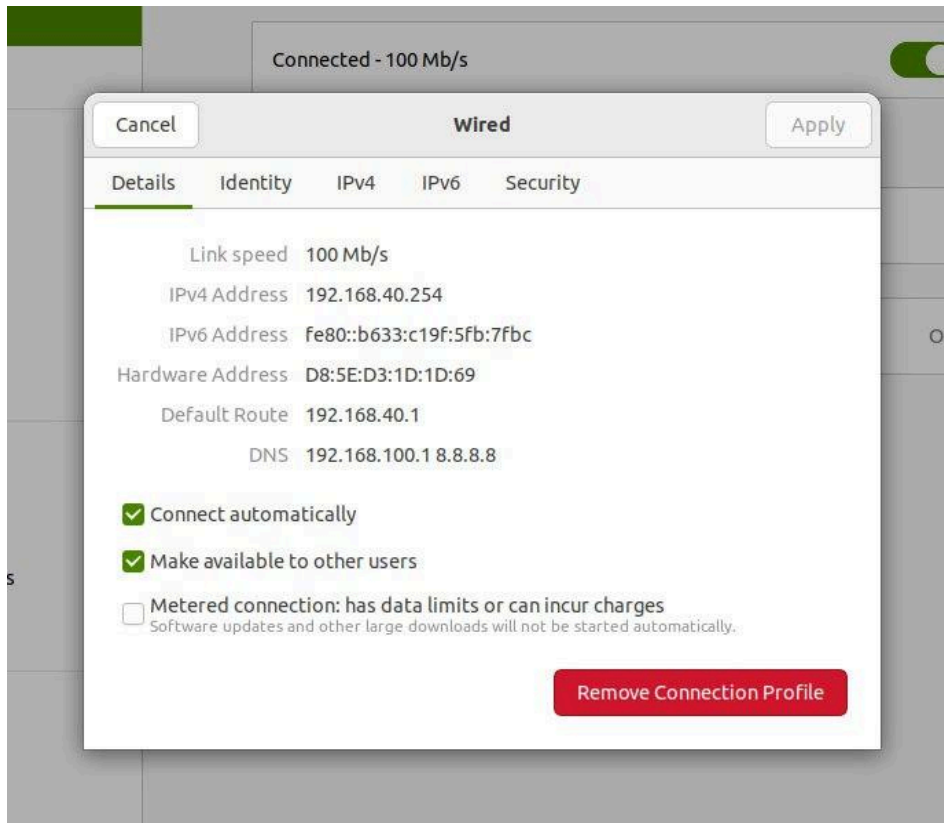 Connected - 100 Mb/s
Cancel Wired Apply
Details Identity IPv4 IPv6 Security
Link speed 100 Mb/s
IPv4 Address 192.168.40.254
IPv6 Address fe80::b633:c19f:5fb:7fbc
Hardware Address D8:5E:D3:1D:1D:69
Default Route 192.168.40.1
DNS 192.168.100.1 8.8.8.8
Connect automatically
Make available to other users
Metered connection: has data limits or can incur charges
Software updates and other large downloads will not be started automatically.
Remove Connection Profile